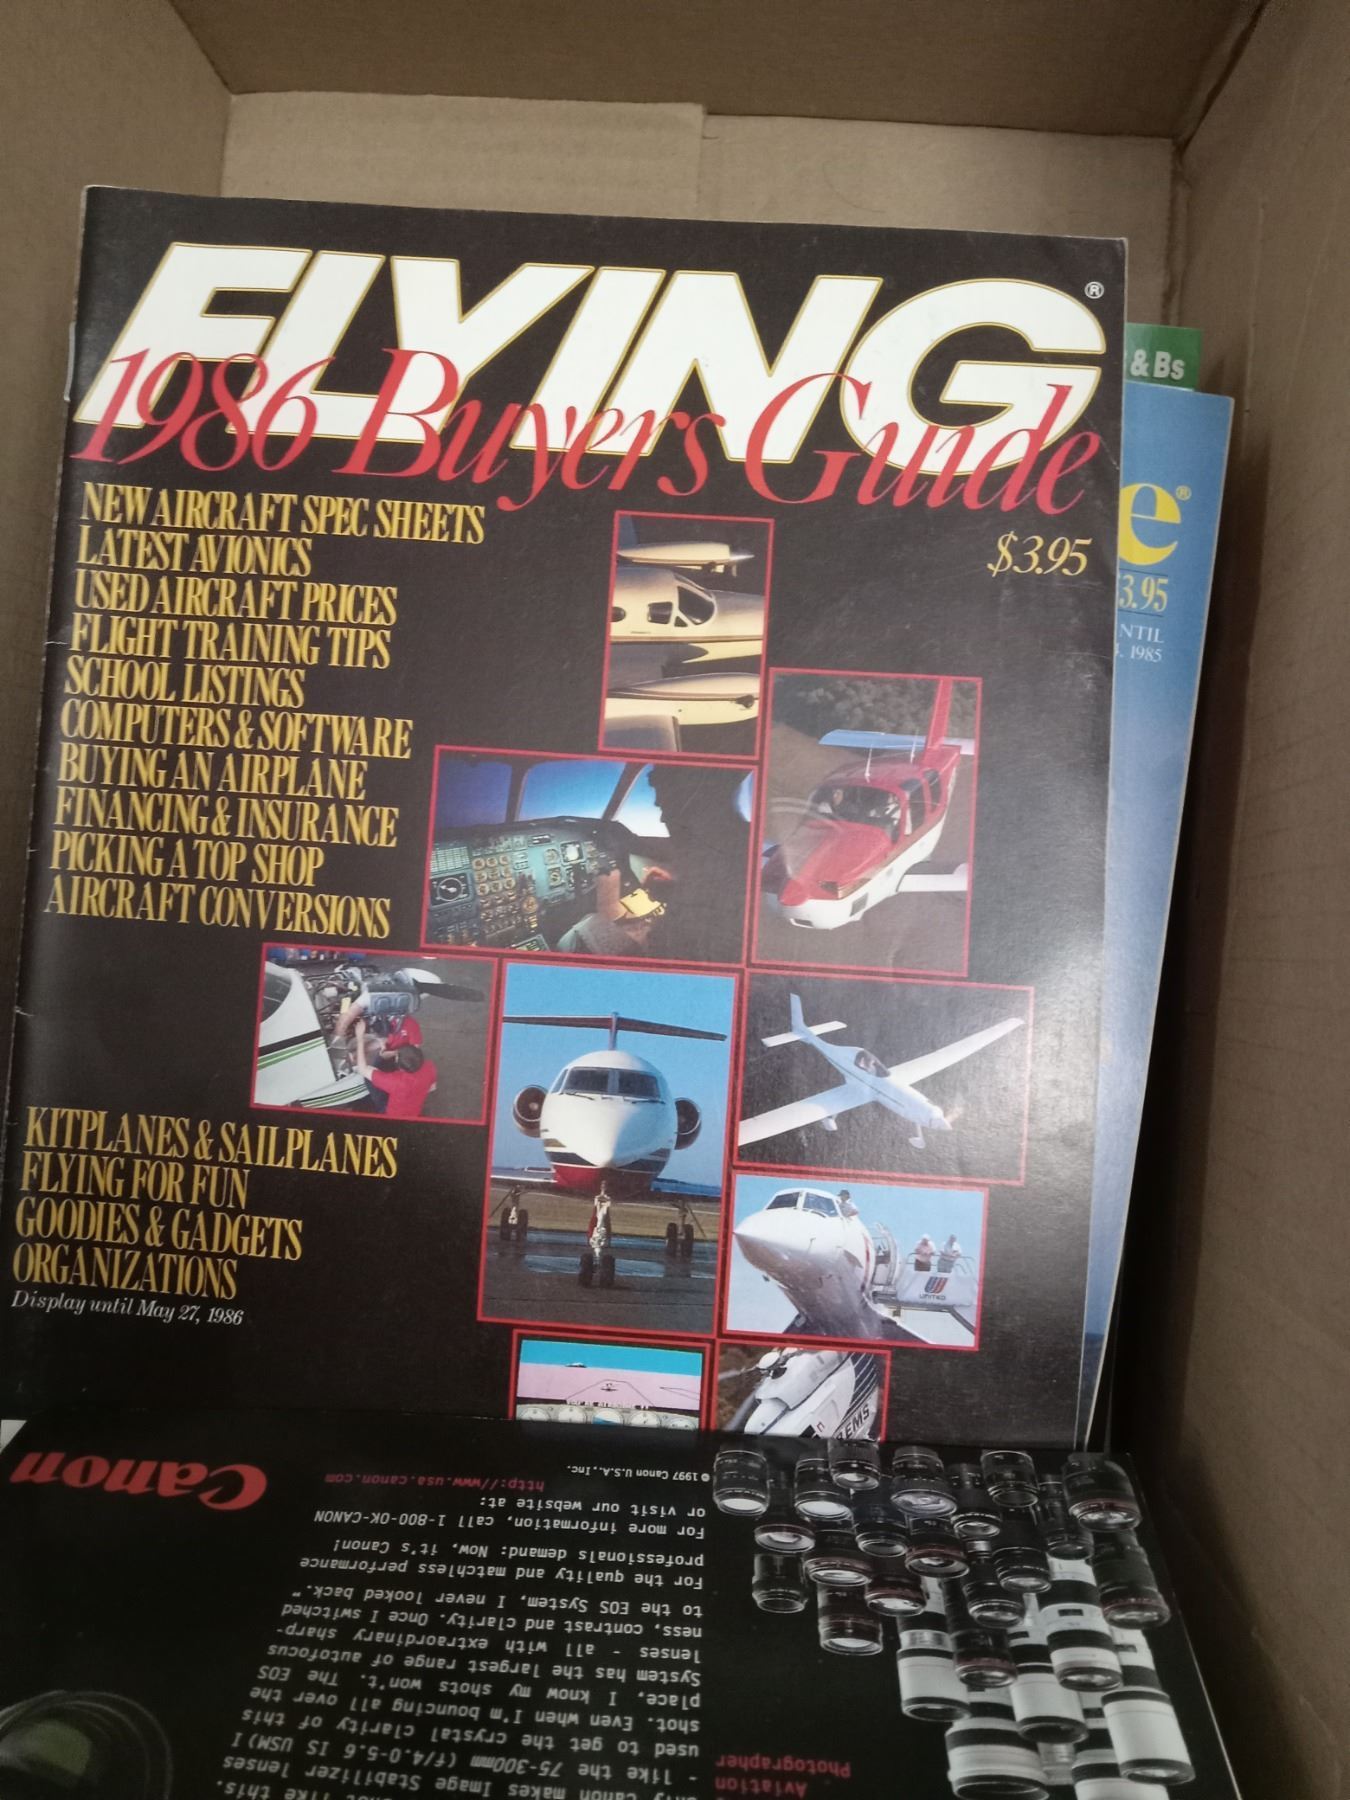 FLYING®
1986 Buyers Guide
$3.95
NEW AIRCRAFT SPEC SHEETS
LATEST AVIONICS
USED AIRCRAFT PRICES
FLIGHT TRAINING TIPS
SCHOOL LISTINGS
COMPUTERS & SOFTWARE
BUYING AN AIRPLANE
FINANCING & INSURANCE
PICKING A TOP SHOP
AIRCRAFT CONVERSIONS
KITPLANES & SAILPLANES
FLYING FOR FUN
GOODIES & GADGETS
ORGANIZATIONS
Display until May 27, 1986
UNITED
EMS
& Bs
e®
3.95
NTIL
1985
Aviation
Photographer
makes Image Stabilizer lenses
- like the 75-300mm (f/4.0-5.6 IS USM) I
used to get the crystal clarity of this
shot. Even when I'm bouncing all over the
place, I know my shots won't. The EOS
System has the largest range of autofocus
lenses - all with extraordinary sharp-
ness, contrast and clarity. Once I switched
to the EOS System, I never looked back."
For the quality and matchless performance
professionals demand: Now, it's Canon!
For more information, call 1-800-OK-CANON
or visit our website at:
http://www.usa.canon.com
© 1997 Canon U.S.A., Inc.
Canon